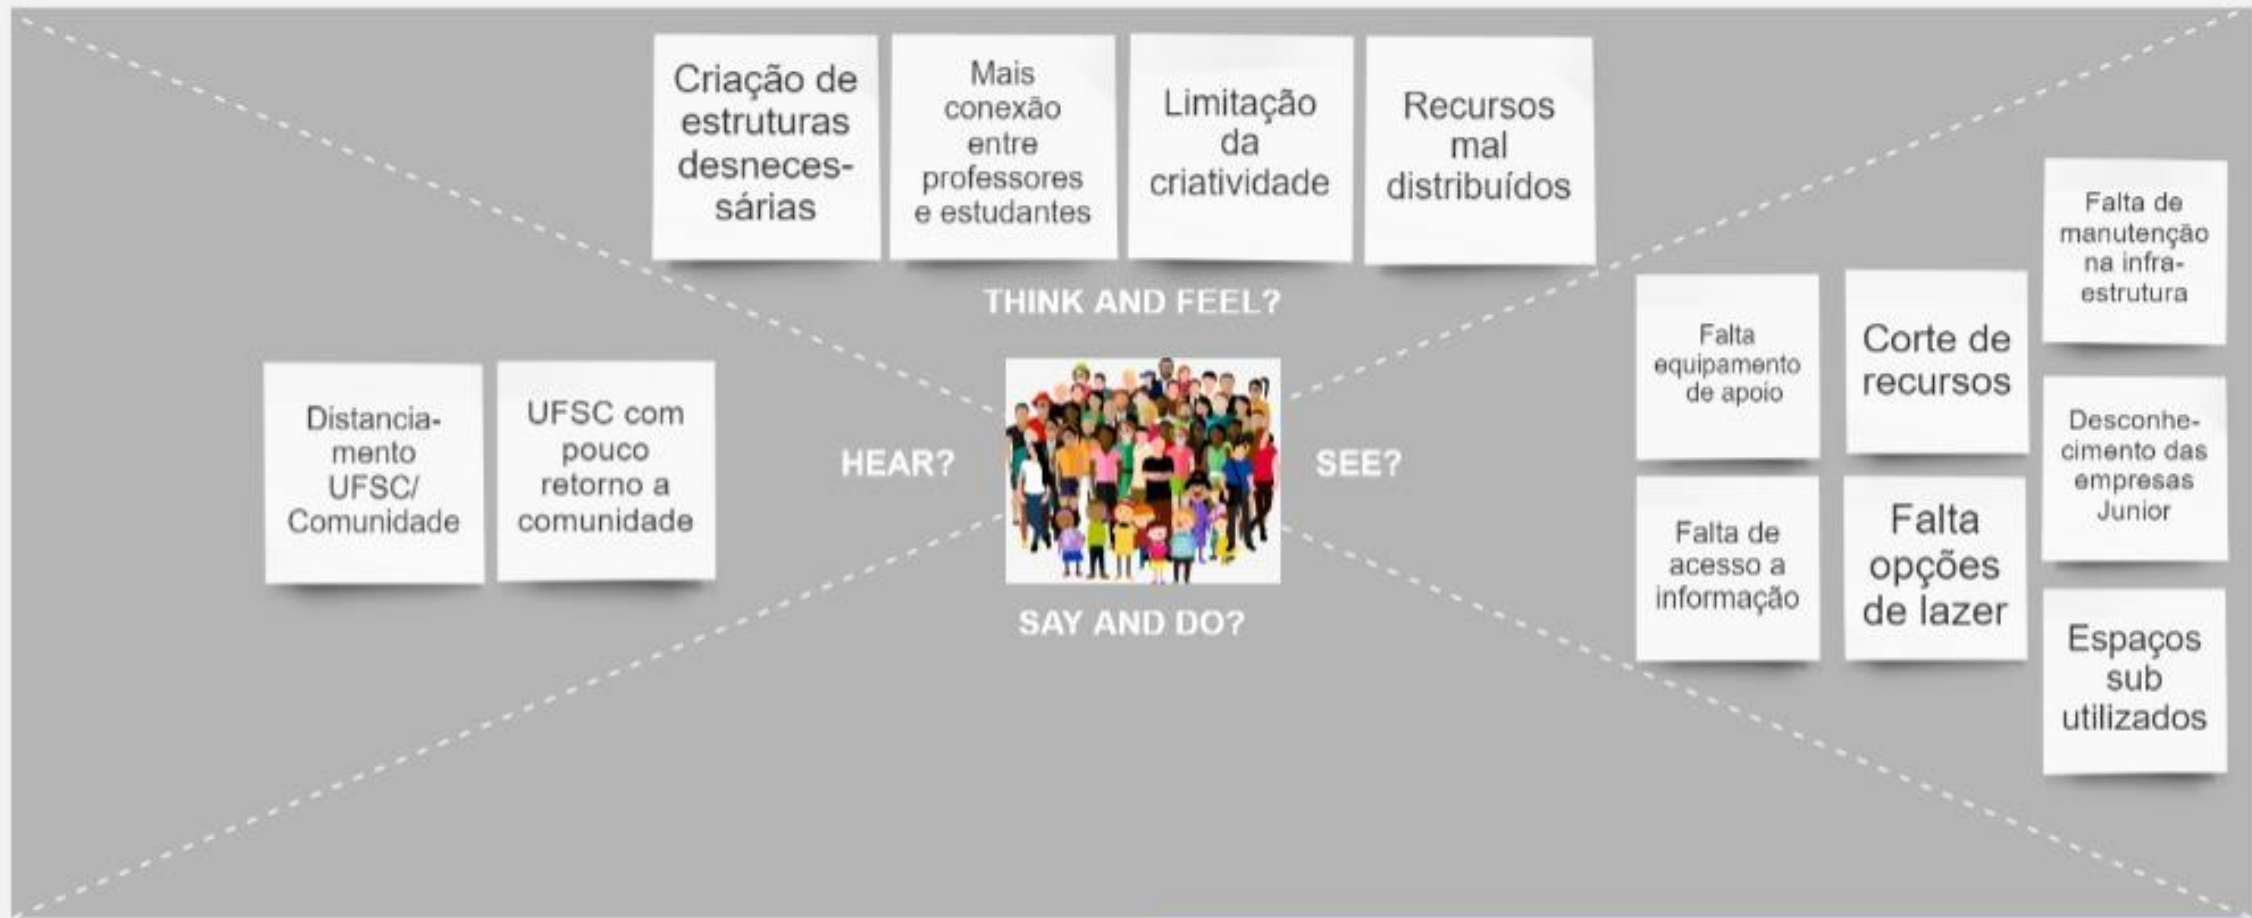 Criação de
estruturas
desneces-
sárias
Mais
conexão
entre
professores
e estudantes
Limitação
da
criatividade
Recursos
mal
distribuídos
THINK AND FEEL?
Distancia-
mento
UFSC/
Comunidade
UFSC com
pouco
retorno a
comunidade
HEAR?
SEE?
Falta
equipamento
de apoio
Corte de
recursos
Falta de
manutenção
na infra-
estrutura
Falta de
acesso a
informação
Falta
opções
de lazer
Desconhe-
cimento das
empresas
Junior
Espaços
sub
utilizados
SAY AND DO?